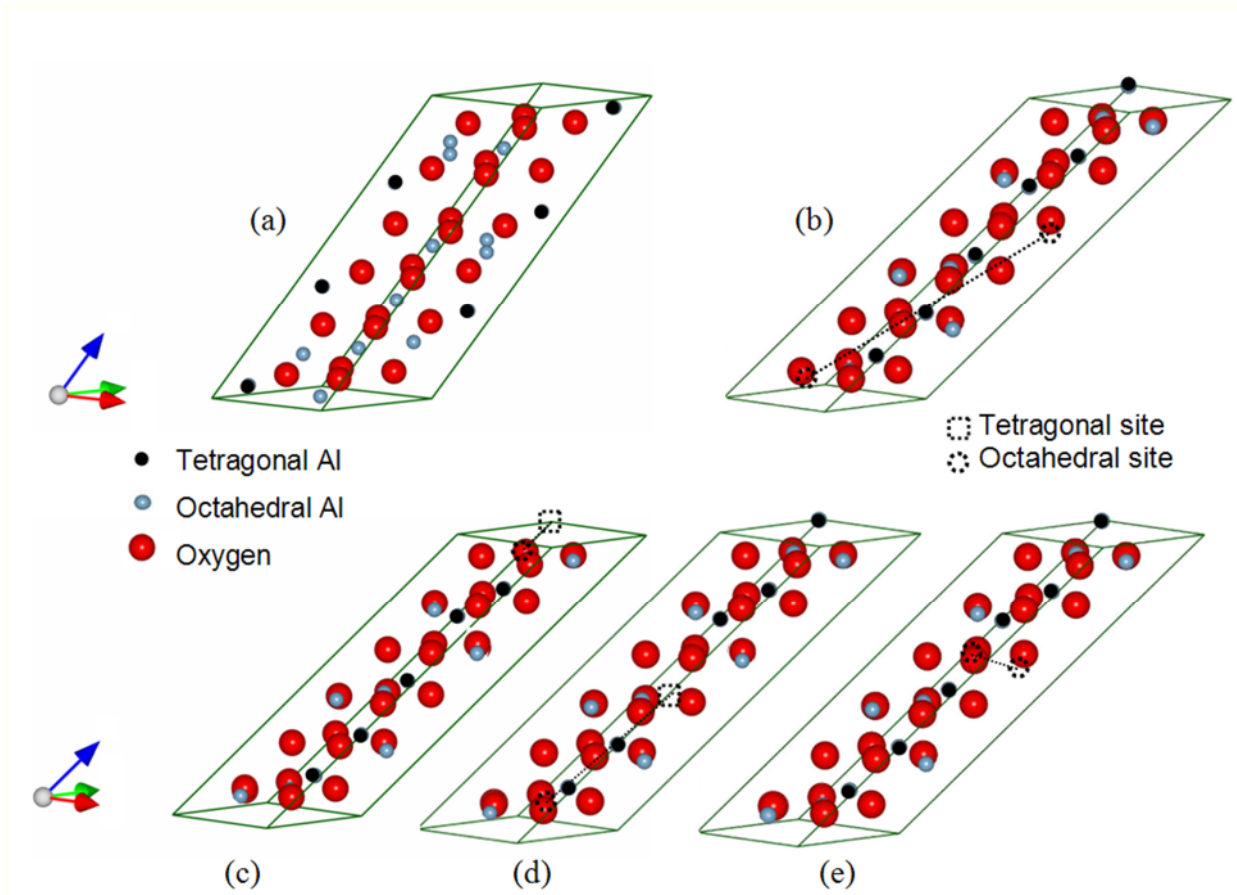 (a)
(b)
Tetragonal Al
Octahedral Al
Oxygen
Tetragonal site
Octahedral site
(c)
(d)
(e)